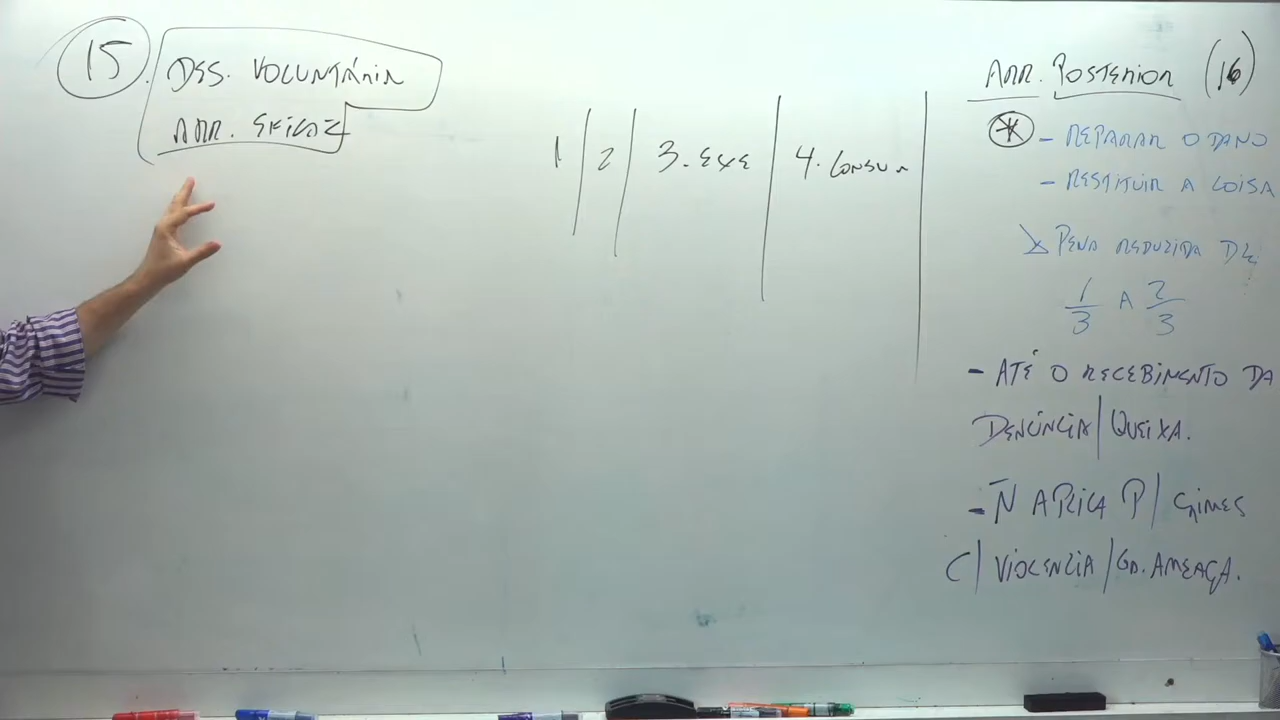 15. DES. VOLUNTÁRIA
ARR. EFICAZ
1 2 3. EXE 4. CONSUM
ARR. POSTERIOR (16)
* - REPARAR O DANO
- RESTITUIR A COISA
↘ PENA REDUZIDA DE
1/3 A 2/3
- ATÉ O RECEBIMENTO DA
DENÚNCIA/QUEIXA.
- Ñ APLICA P/ CRIMES
C/ VIOLENCIA/GR. AMEAÇA.